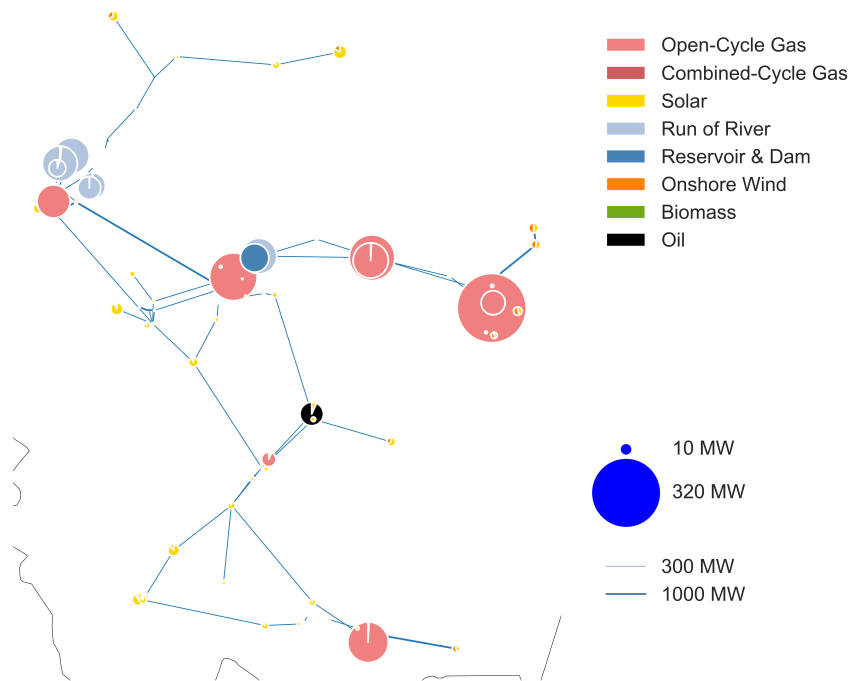 Open-Cycle Gas
Combined-Cycle Gas
Solar
Run of River
Reservoir & Dam
Onshore Wind
Biomass
Oil
10 MW
320 MW
300 MW
1000 MW